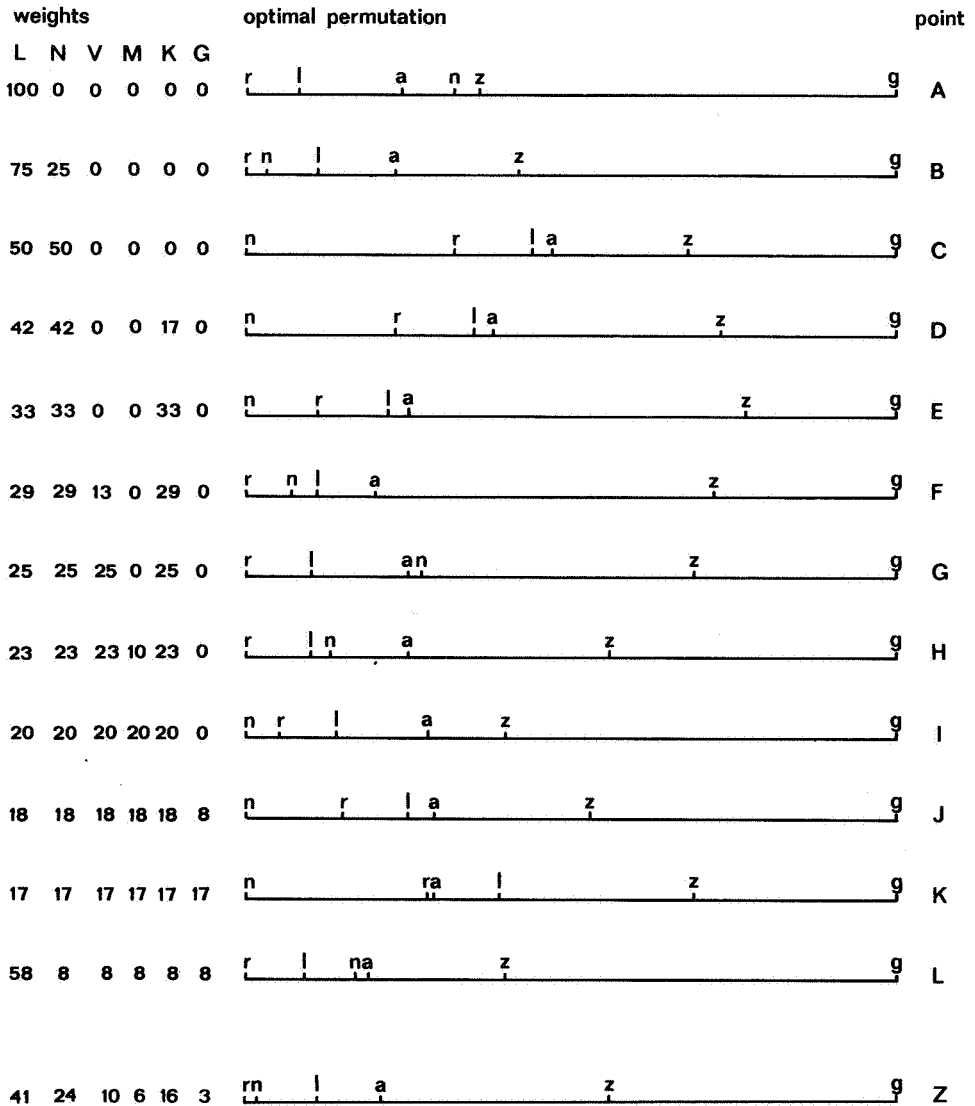 weights optimal permutation point
L N V M K G
r l a n z g
100 0 0 0 0 0 A
r n l a z g
75 25 0 0 0 0 B
n r l a z g
50 50 0 0 0 0 C
n r l a z g
42 42 0 0 17 0 D
n r l a z g
33 33 0 0 33 0 E
r n l a z g
29 29 13 0 29 0 F
r l a n z g
25 25 25 0 25 0 G
r l n a z g
23 23 23 10 23 0 H
n r l a z g
20 20 20 20 20 0 I
n r l a z g
18 18 18 18 18 8 J
n r a l z g
17 17 17 17 17 17 K
r l n a z g
58 8 8 8 8 8 L
r n l a z g
41 24 10 6 16 3 Z